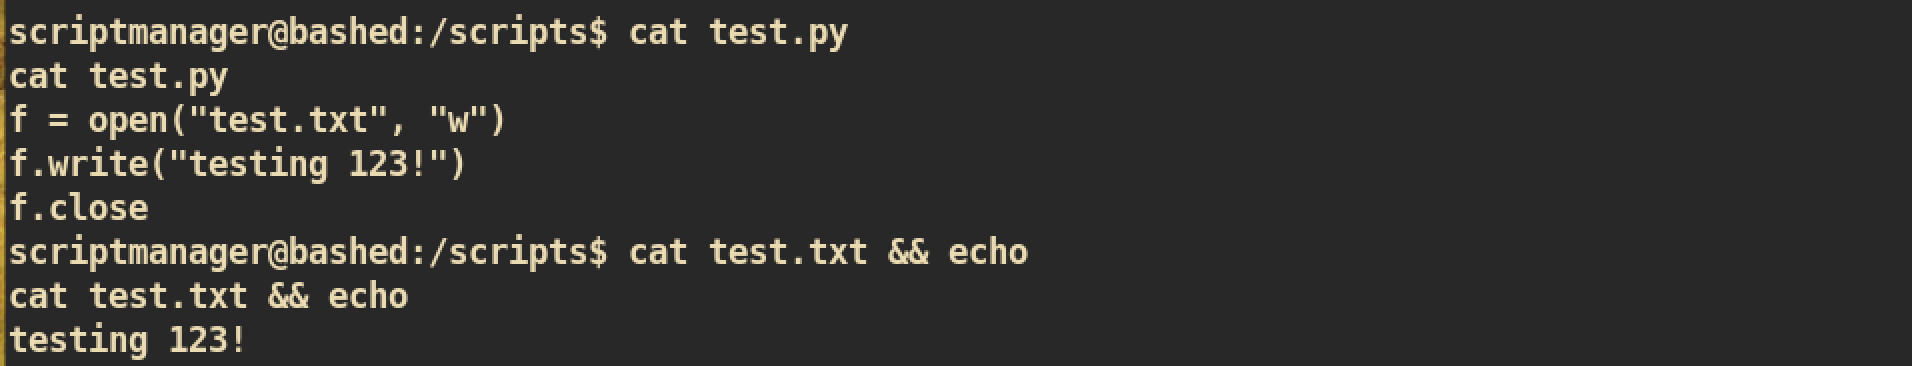 scriptmanager@bashed:/scripts$ cat test.py
cat test.py
f = open("test.txt", "w")
f.write("testing 123!")
f.close
scriptmanager@bashed:/scripts$ cat test.txt && echo
cat test.txt && echo
testing 123!